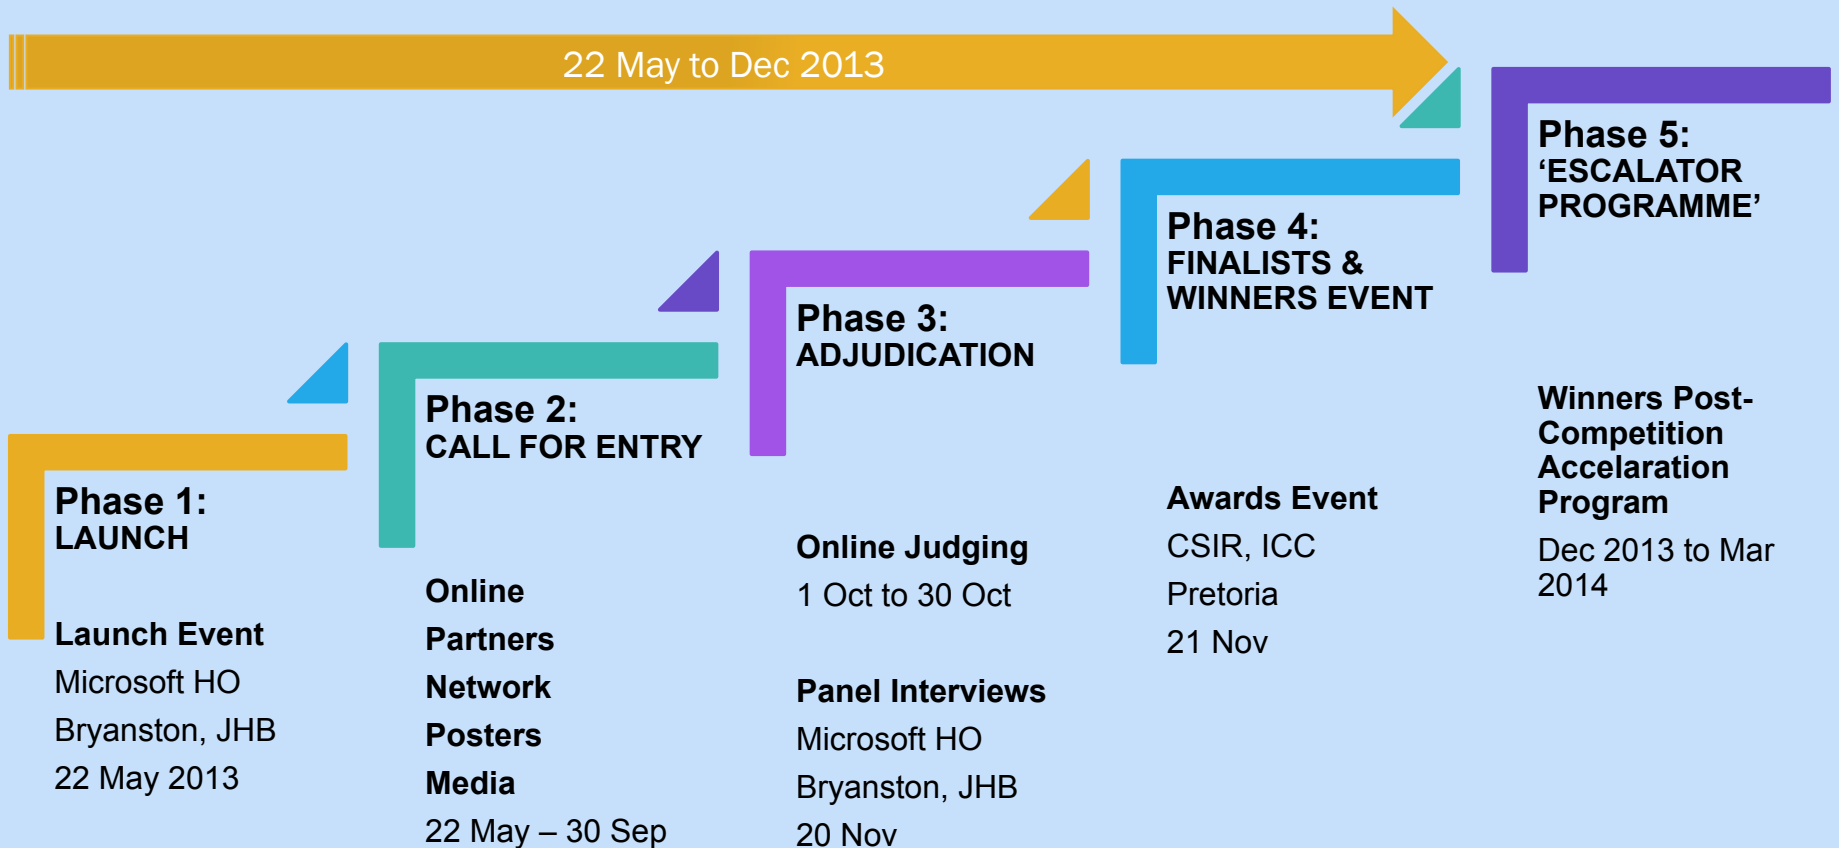 22 May to Dec 2013
Phase 1:
LAUNCH
Launch Event
Microsoft HO
Bryanston, JHB
22 May 2013
Phase 2:
CALL FOR ENTRY
Online
Partners
Network
Posters
Media
22 May – 30 Sep
Phase 3:
ADJUDICATION
Online Judging
1 Oct to 30 Oct
Panel Interviews
Microsoft HO
Bryanston, JHB
20 Nov
Phase 4:
FINALISTS &
WINNERS EVENT
Awards Event
CSIR, ICC
Pretoria
21 Nov
Phase 5:
‘ESCALATOR
PROGRAMME’
Winners Post-
Competition
Accelaration
Program
Dec 2013 to Mar
2014